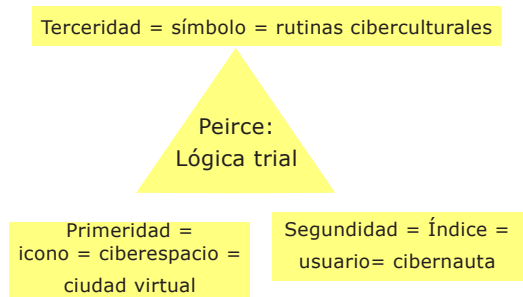 Terceridad = símbolo = rutinas ciberculturales
Peirce:
Lógica trial
Primeridad =
icono = ciberespacio =
ciudad virtual
Segundidad = Índice =
usuario= cibernauta